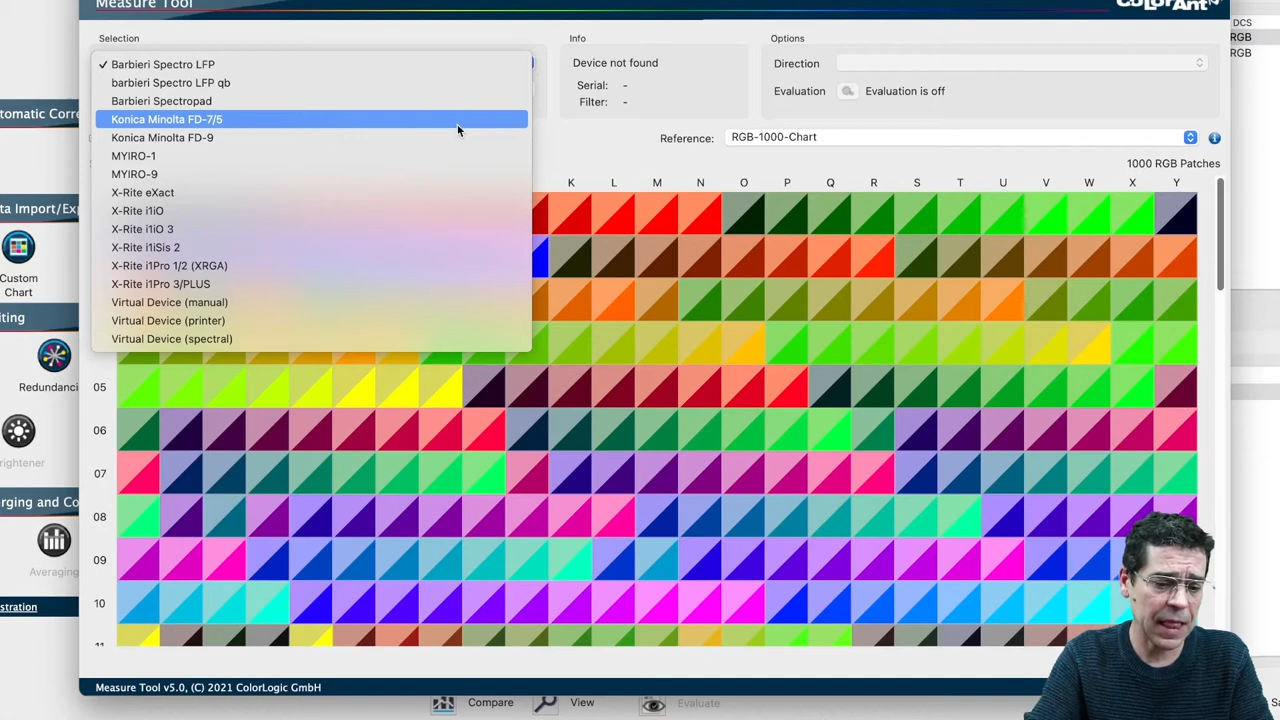 Measure Tool
ColorAnt
DCS
RGB
RGB
Selection
Info
Options
Barbieri Spectro LFP
barbieri Spectro LFP qb
Barbieri Spectropad
Konica Minolta FD-7/5
Konica Minolta FD-9
MYIRO-1
MYIRO-9
X-Rite eXact
X-Rite i1iO
X-Rite i1iO 3
X-Rite i1iSis 2
X-Rite i1Pro 1/2 (XRGA)
X-Rite i1Pro 3/PLUS
Virtual Device (manual)
Virtual Device (printer)
Virtual Device (spectral)
Device not found
Serial: -
Filter: -
Direction
Evaluation
Evaluation is off
Reference:
RGB-1000-Chart
1000 RGB Patches
K L M N O P Q R S T U V W X Y
05
06
07
08
09
10
11
tomatic Corre
ta Import/Exp
Custom
Chart
iting
Redundanci
rightener
erging and Co
Averaging
stration
Measure Tool v5.0, (C) 2021 ColorLogic GmbH
Compare
View
Evaluate
Sa